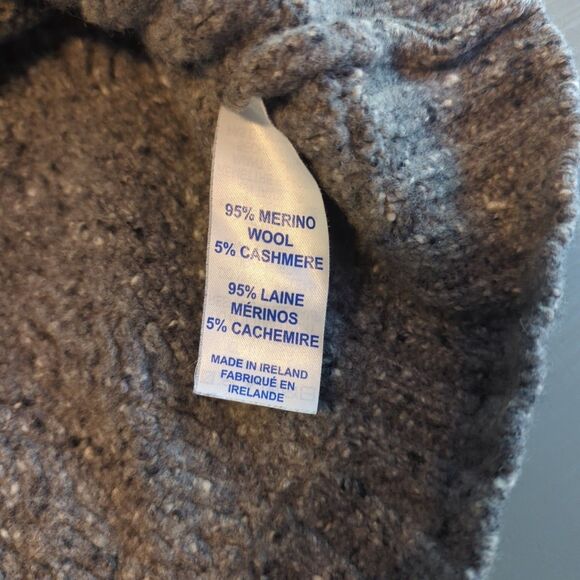 95% MERINO
WOOL
5% CASHMERE
95% LAINE
MÉRINOS
5% CACHEMIRE
MADE IN IRELAND
FABRIQUÉ EN
IRELANDE